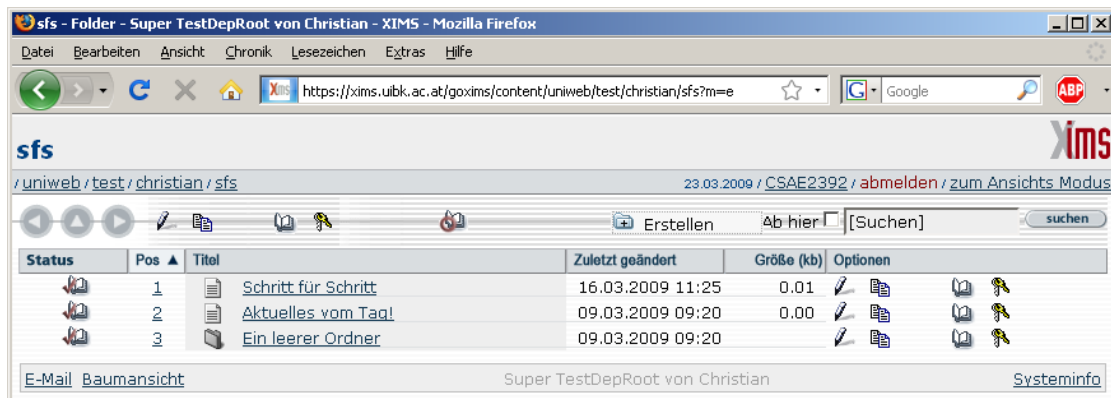 sfs - Folder - Super TestDepRoot von Christian - XIMS - Mozilla Firefox
Datei Bearbeiten Ansicht Chronik Lesezeichen Extras Hilfe
Xims https://xims.uibk.ac.at/goxims/content/uniweb/test/christian/sfs?m=e G Google ABP
Xims
sfs
/ uniweb / test / christian / sfs 23.03.2009 / CSAE2392 / abmelden / zum Ansichts Modus
Erstellen Ab hier [Suchen] suchen
Status Pos Titel Zuletzt geändert Größe (kb) Optionen
1 Schritt für Schritt 16.03.2009 11:25 0.01
2 Aktuelles vom Tag! 09.03.2009 09:20 0.00
3 Ein leerer Ordner 09.03.2009 09:20
E-Mail Baumansicht Super TestDepRoot von Christian Systeminfo